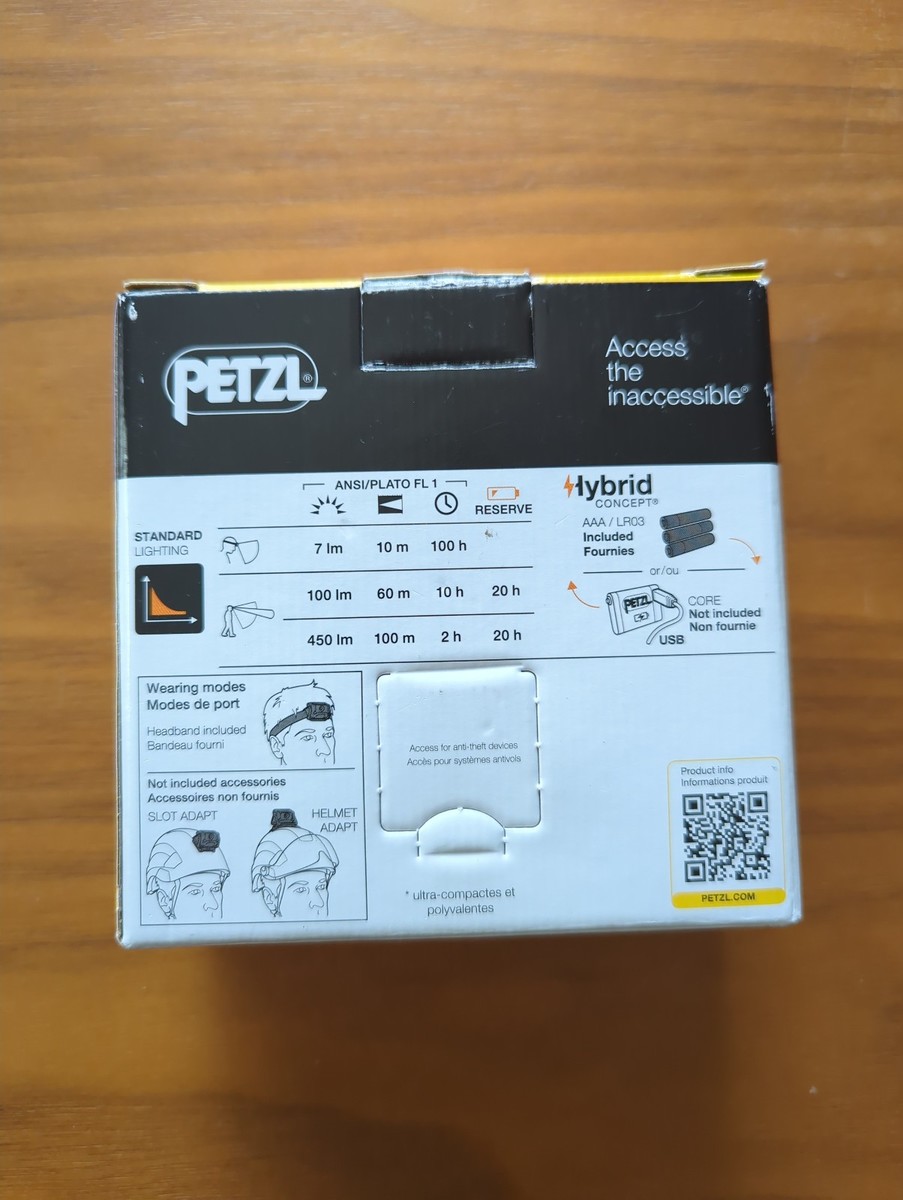 PETZL®
Access
the
inaccessible®
ANSI/PLATO FL 1
RESERVE
STANDARD
LIGHTING
7 lm 10 m 100 h
100 lm 60 m 10 h 20 h
450 lm 100 m 2 h 20 h
Hybrid
CONCEPT®
AAA / LR03
Included
Fournies
or/ou
PETZL
CORE
Not included
Non fournie
USB
Wearing modes
Modes de port
Headband included
Bandeau fourni
Not included accessories
Accessoires non fournis
SLOT ADAPT
HELMET
ADAPT
Access for anti-theft devices
Accès pour systèmes antivols
* ultra-compactes et
polyvalentes
Product info
Informations produit
PETZL.COM